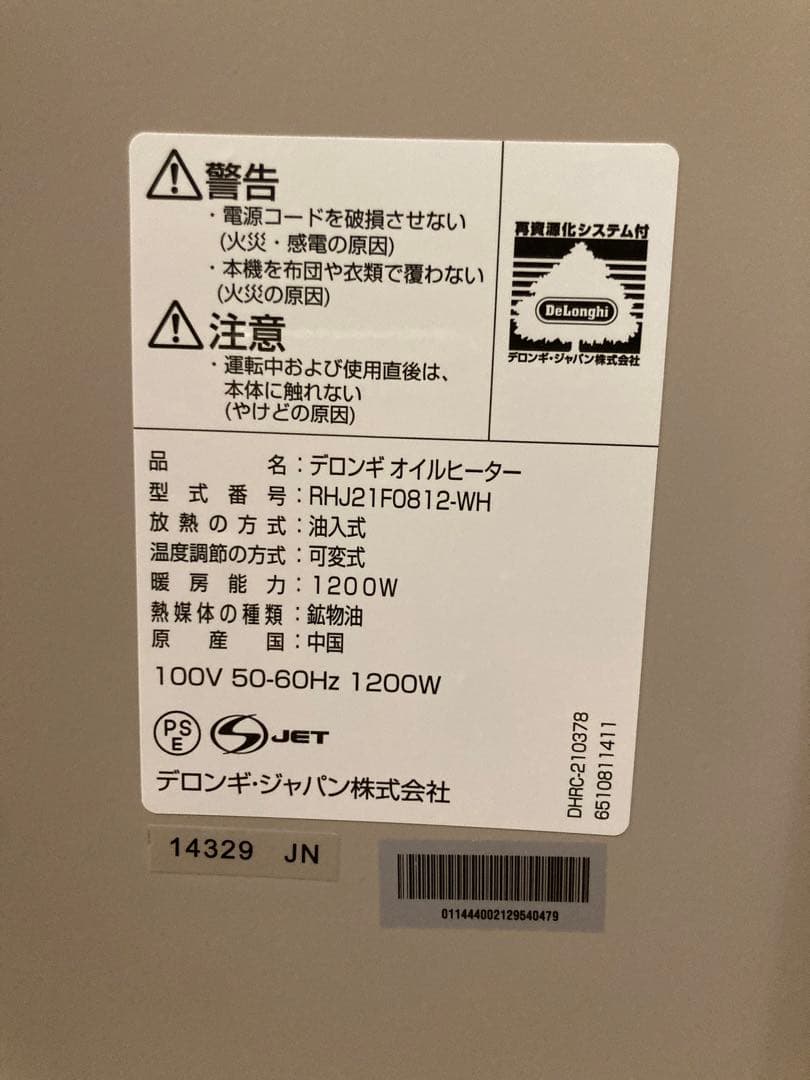 警告
・電源コードを破損させない
(火災・感電の原因)
・本機を布団や衣類で覆わない
(火災の原因)
注意
・運転中および使用直後は、
本体に触れない
(やけどの原因)
再資源化システム付
DeLonghi
デロンギ・ジャパン株式会社
品名：デロンギ オイルヒーター
型式番号：RHJ21F0812-WH
放熱の方式：油入式
温度調節の方式：可変式
暖房能力：1200W
熱媒体の種類：鉱物油
原産国：中国
100V 50-60Hz 1200W
PS
E
JET
デロンギ・ジャパン株式会社
DHRC-210378
6510811411
14329 JN
011444002129540479